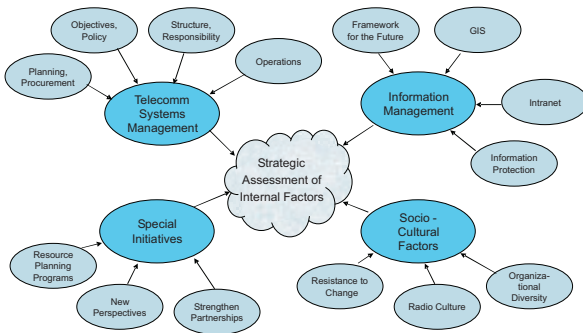 Objectives,
Policy
Structure,
Responsibility
Framework
for the Future
GIS
Planning,
Procurement
Operations
Telecomm
Systems
Management
Information
Management
Intranet
Information
Protection
Strategic
Assessment of
Internal Factors
Special
Initiatives
Socio -
Cultural
Factors
Resource
Planning
Programs
New
Perspectives
Strengthen
Partnerships
Resistance to
Change
Radio Culture
Organiza-
tional
Diversity